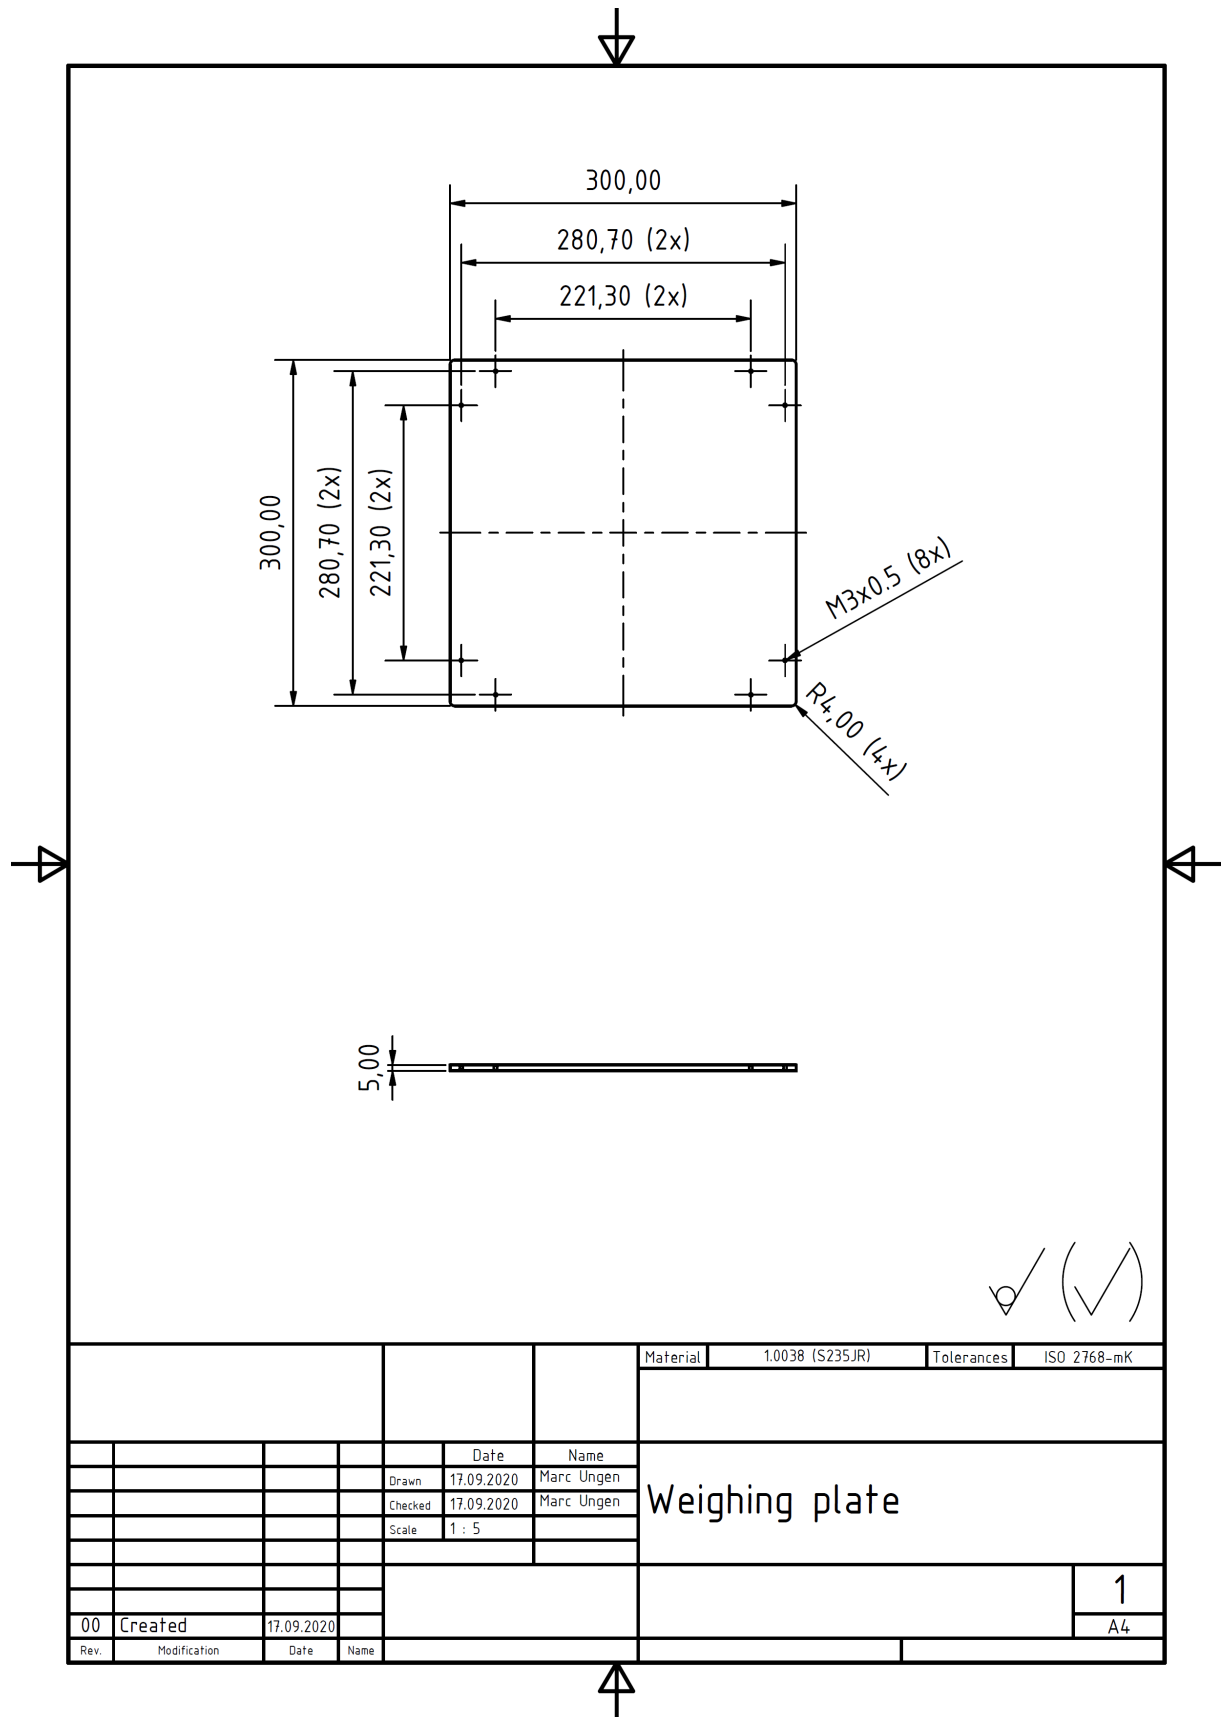 300,00
280,70 (2x)
221,30 (2x)
300,00
280,70 (2x)
221,30 (2x)
M3x0.5 (8x)
R4,00 (4x)
5,00
Material 1.0038 (S235JR) Tolerances ISO 2768-mK
Date Name
Drawn 17.09.2020 Marc Ungen
Checked 17.09.2020 Marc Ungen
Scale 1 : 5
Weighing plate
1
00 Created 17.09.2020
A4
Rev. Modification Date Name